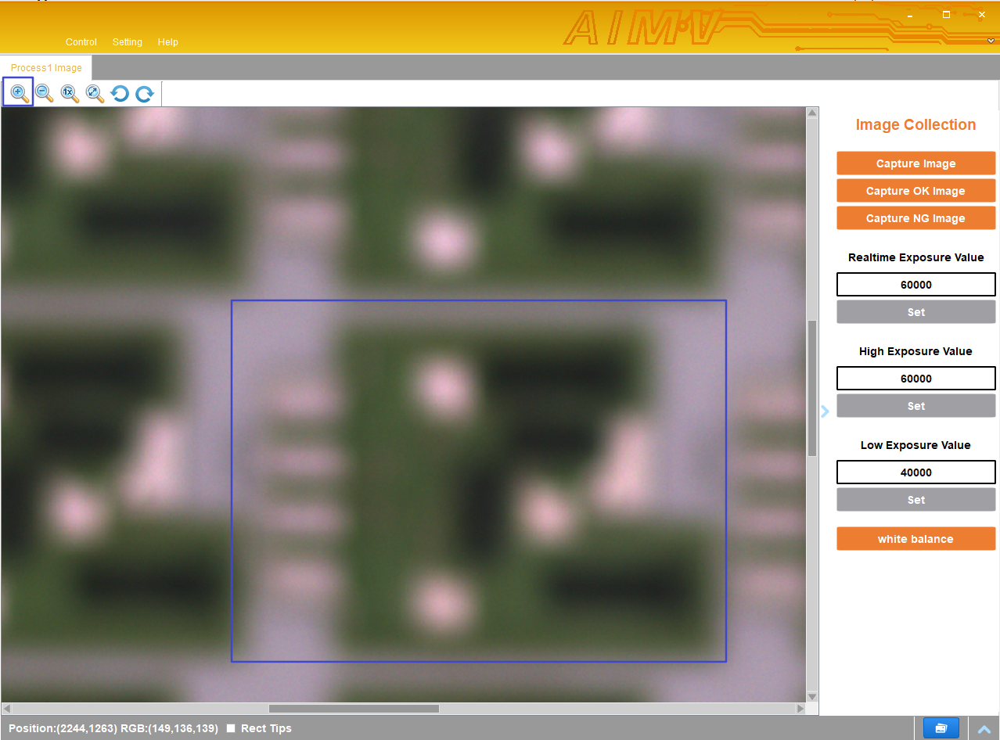 AIMAV
Control Setting Help
Process1 Image
1x
Image Collection
Capture Image
Capture OK Image
Capture NG Image
Realtime Exposure Value
60000
Set
High Exposure Value
60000
Set
Low Exposure Value
40000
Set
white balance
Position:(2244,1263) RGB:(149,136,139) Rect Tips